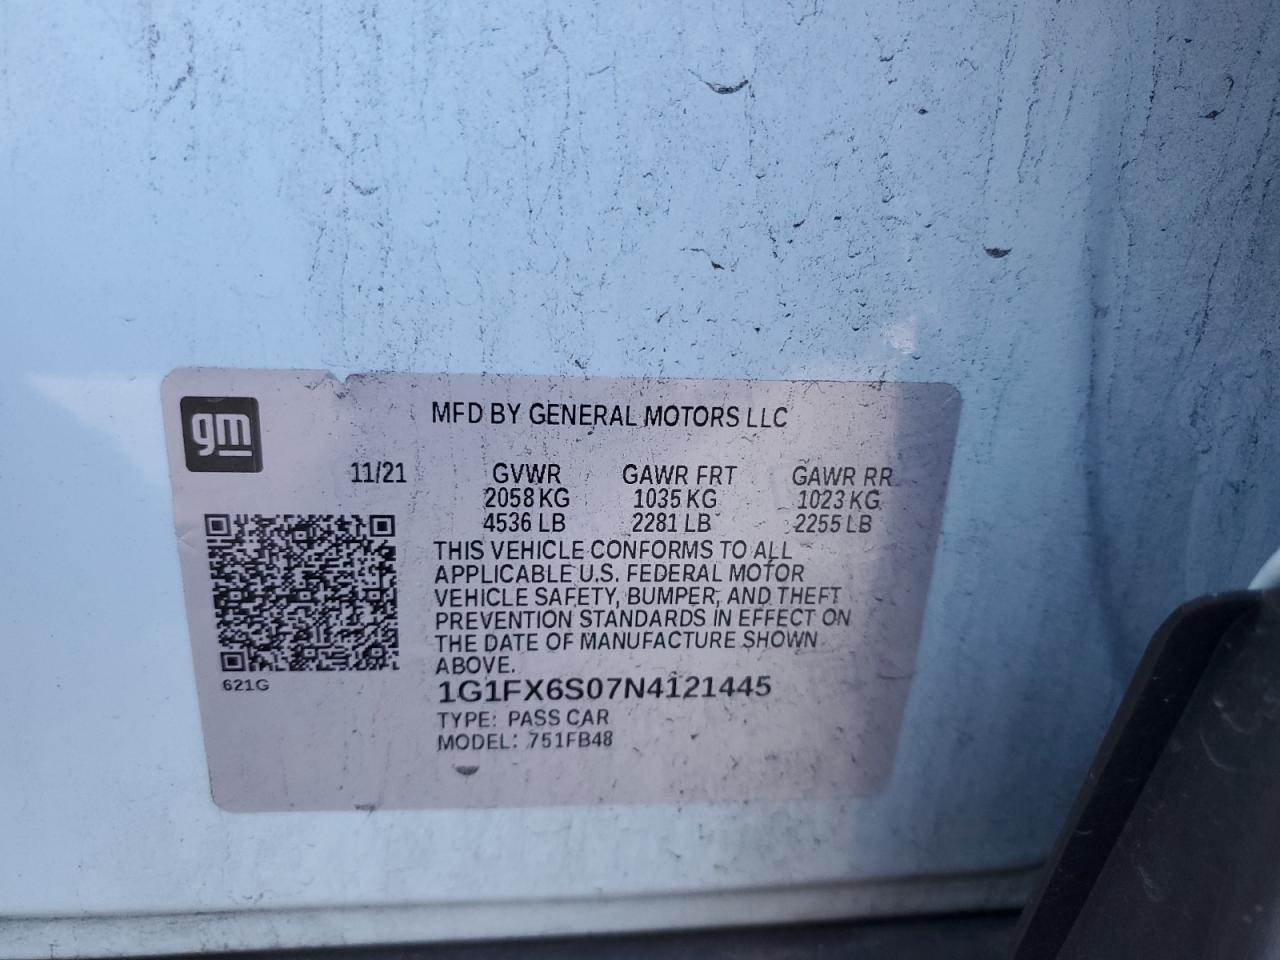 gm
MFD BY GENERAL MOTORS LLC
11/21 GVWR GAWR FRT GAWR RR
2058 KG 1035 KG 1023 KG
4536 LB 2281 LB 2255 LB
THIS VEHICLE CONFORMS TO ALL
APPLICABLE U.S. FEDERAL MOTOR
VEHICLE SAFETY, BUMPER, AND THEFT
PREVENTION STANDARDS IN EFFECT ON
THE DATE OF MANUFACTURE SHOWN
ABOVE.
621G
1G1FX6S07N4121445
TYPE: PASS CAR
MODEL: 751FB48